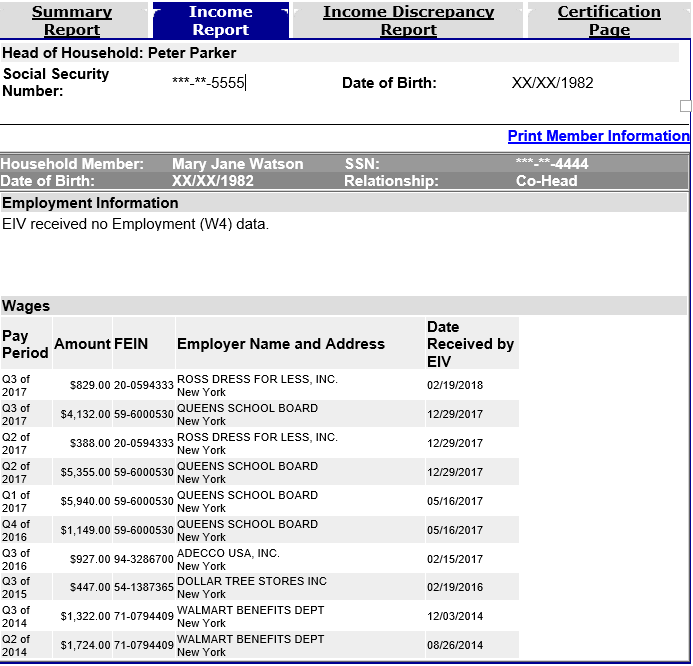 Summary Report
Income Report
Income Discrepancy Report
Certification Page
Head of Household: Peter Parker
Social Security Number: ***-**-5555 Date of Birth: XX/XX/1982
Print Member Information
Household Member: Mary Jane Watson SSN: ***-**-4444
Date of Birth: XX/XX/1982 Relationship: Co-Head
Employment Information
EIV received no Employment (W4) data.
Wages
Pay Period Amount FEIN Employer Name and Address Date Received by EIV
Q3 of 2017 $829.00 20-0594333 ROSS DRESS FOR LESS, INC. New York 02/19/2018
Q3 of 2017 $4,132.00 59-6000530 QUEENS SCHOOL BOARD New York 12/29/2017
Q2 of 2017 $388.00 20-0594333 ROSS DRESS FOR LESS, INC. New York 12/29/2017
Q2 of 2017 $5,355.00 59-6000530 QUEENS SCHOOL BOARD New York 12/29/2017
Q1 of 2017 $5,940.00 59-6000530 QUEENS SCHOOL BOARD New York 05/16/2017
Q4 of 2016 $1,149.00 59-6000530 QUEENS SCHOOL BOARD New York 05/16/2017
Q3 of 2016 $927.00 94-3286700 ADECCO USA, INC. New York 02/15/2017
Q3 of 2015 $447.00 54-1387365 DOLLAR TREE STORES INC New York 02/19/2016
Q3 of 2014 $1,322.00 71-0794409 WALMART BENEFITS DEPT New York 12/03/2014
Q2 of 2014 $1,724.00 71-0794409 WALMART BENEFITS DEPT New York 08/26/2014